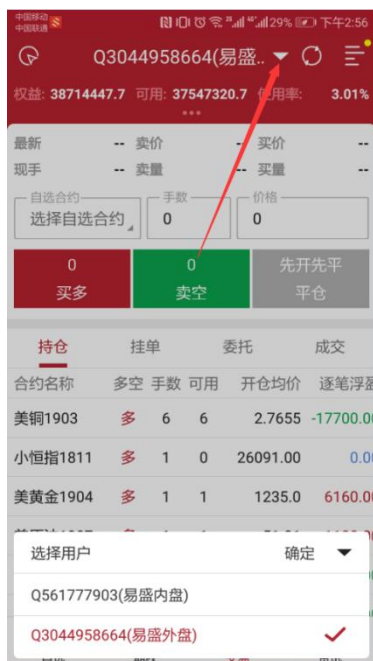 中国移动
中国联通 29% 下午2:56
Q3044958664(易盛..
权益: 38714447.7 可用: 37547320.7 使用率: 3.01%
最新 -- 卖价 -- 买价 --
现手 -- 卖量 -- 买量 --
自选合约 手数 价格
选择自选合约 0 0
0 0 先开先平
买多 卖空 平仓
持仓 挂单 委托 成交
合约名称 多空 手数 可用 开仓均价 逐笔浮盈
美铜1903 多 6 6 2.7655 -17700.0
小恒指1811 多 1 0 26091.00 0.0
美黄金1904 多 1 1 1235.0 6160.0
选择用户 确定
Q561777903(易盛内盘)
Q3044958664(易盛外盘)